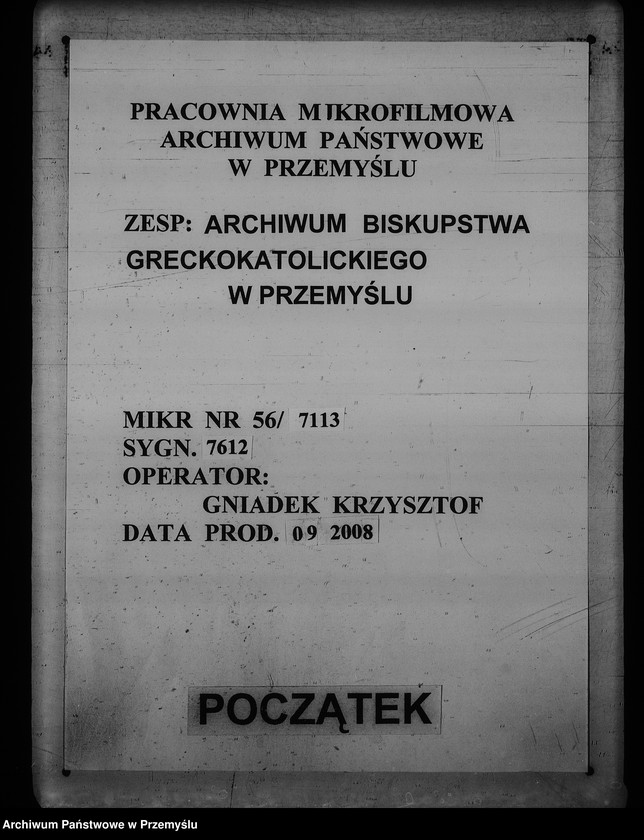 PRACOWNIA MIKROFILMOWA
ARCHIWUM PAŃSTWOWE
W PRZEMYŚLU
ZESP: ARCHIWUM BISKUPSTWA
GRECKOKATOLICKIEGO
W PRZEMYŚLU
MIKR NR 56/ 7113
SYGN. 7612
OPERATOR:
GNIADEK KRZYSZTOF
DATA PROD. 09 2008
POCZĄTEK
Archiwum Państwowe w Przemyślu